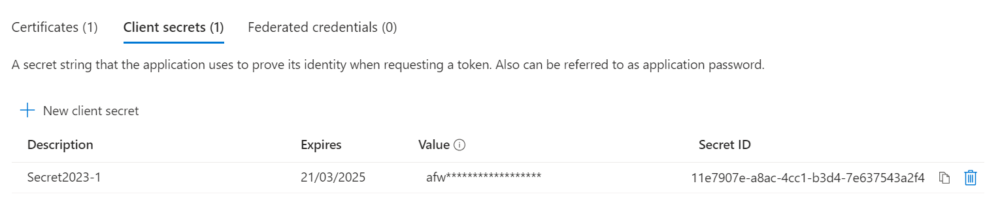 Certificates (1) Client secrets (1) Federated credentials (0)
A secret string that the application uses to prove its identity when requesting a token. Also can be referred to as application password.
New client secret
Description Expires Value Secret ID
Secret2023-1 21/03/2025 afw****************** 11e7907e-a8ac-4cc1-b3d4-7e637543a2f4